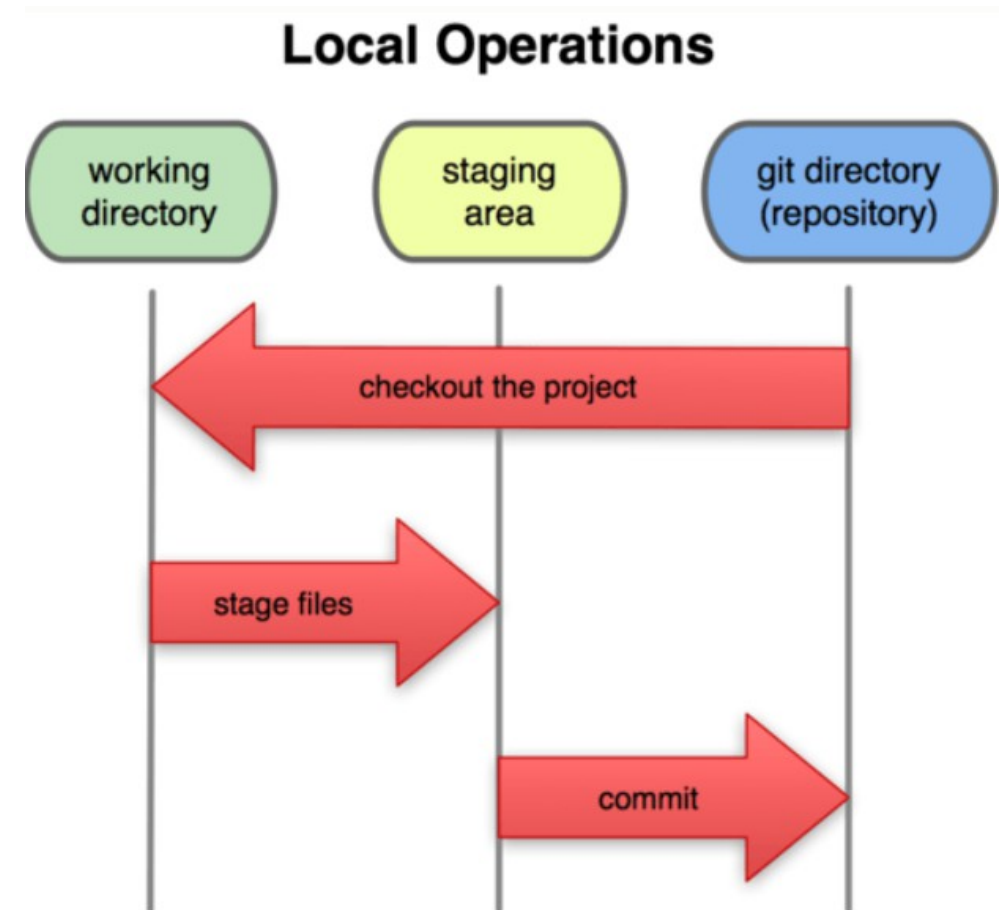 Local Operations
working
directory
staging
area
git directory
(repository)
checkout the project
stage files
commit